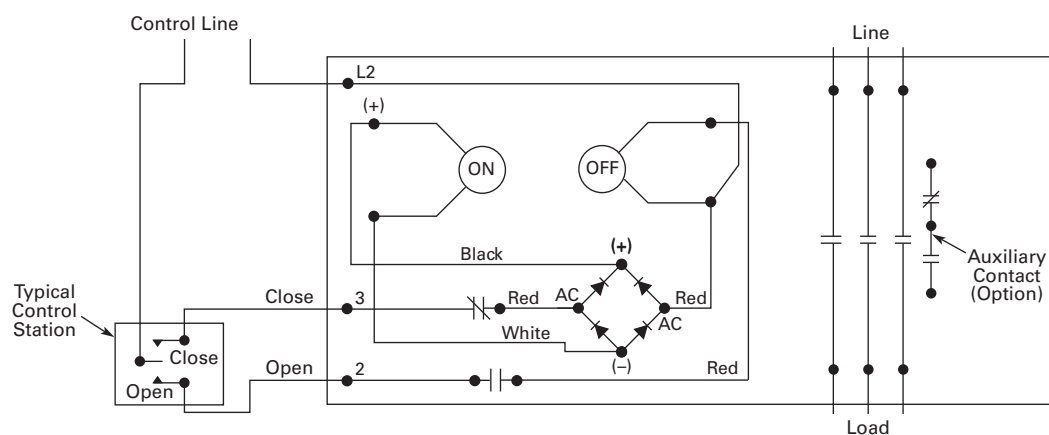 Control Line
Line
L2
(+)
ON
OFF
Black
(+)
Auxiliary
Contact
(Option)
Typical
Control
Station
Close
3
Red
AC
Red
AC
White
(–)
Close
Open
Open
2
Red
Load